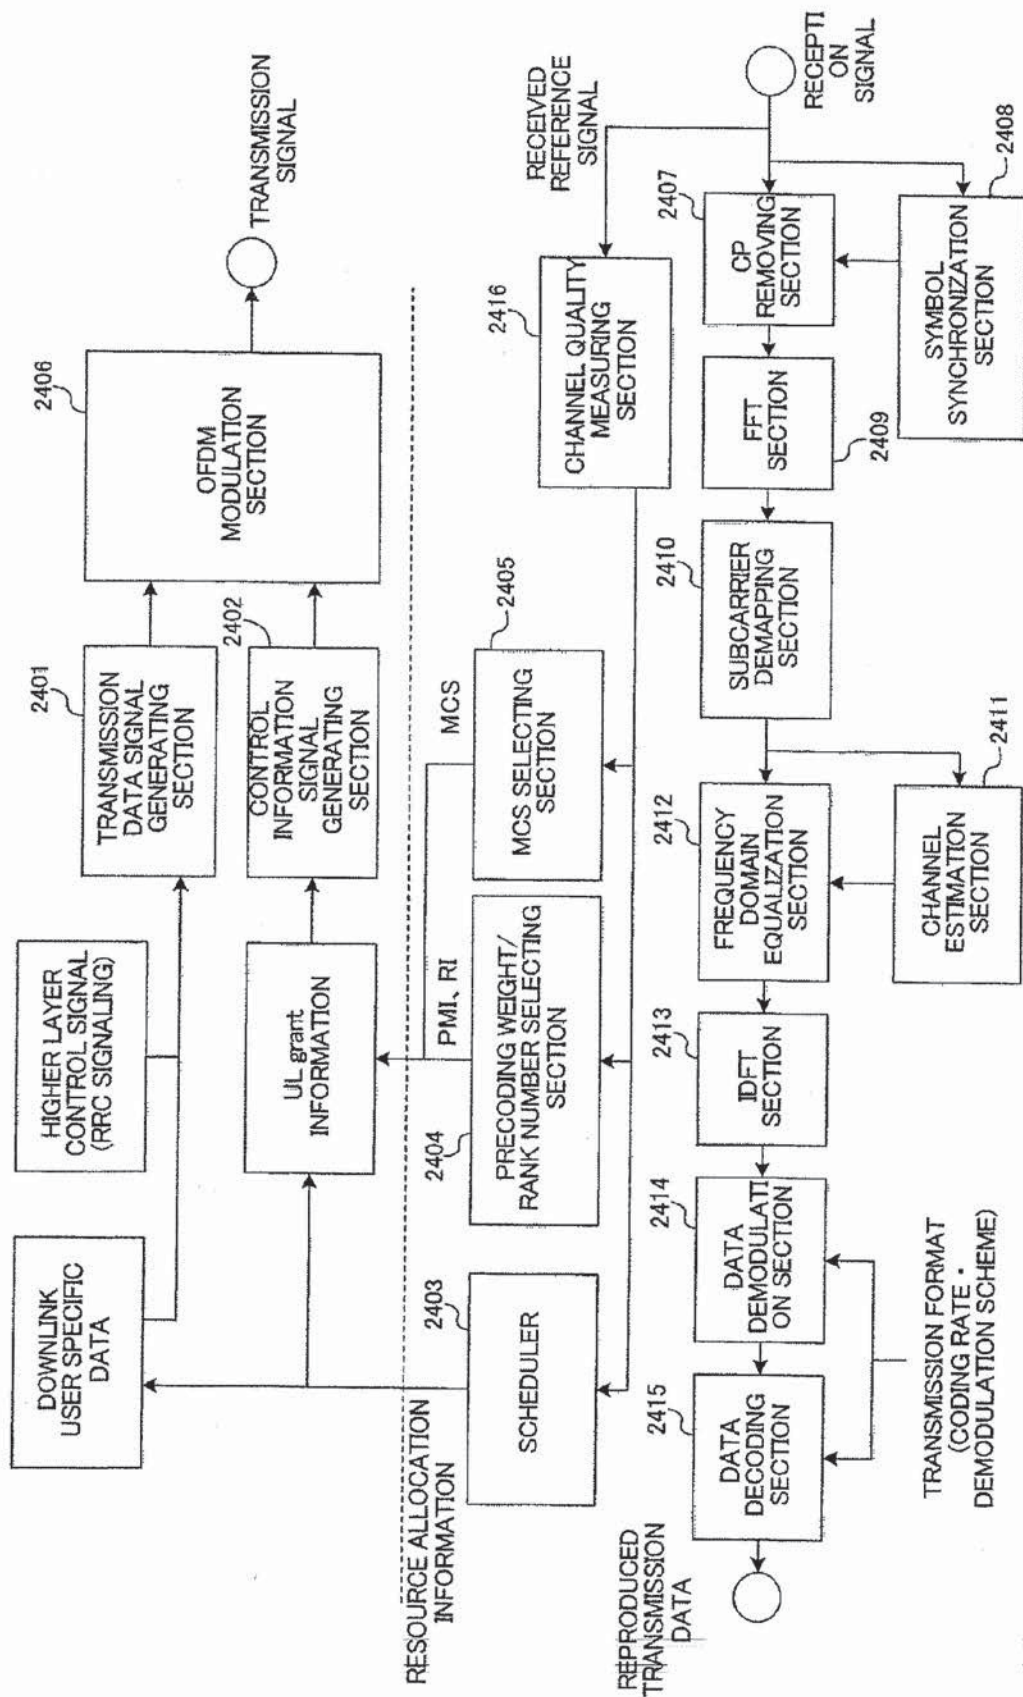 DOWNLINK
USER SPECIFIC
DATA
HIGHER LAYER
CONTROL SIGNAL
(RRC SIGNALING)
2401
TRANSMISSION
DATA SIGNAL
GENERATING
SECTION
2406
OFDM
MODULATION
SECTION
TRANSMISSION
SIGNAL
UL grant
INFORMATION
2402
CONTROL
INFORMATION
SIGNAL
GENERATING
SECTION
RESOURCE ALLOCATION
INFORMATION
PMI、RI
MCS
2403
SCHEDULER
2404
PRECODING WEIGHT/
RANK NUMBER SELECTING
SECTION
2405
MCS SELECTING
SECTION
2416
CHANNEL QUALITY
MEASURING
SECTION
RECEIVED
REFERENCE
SIGNAL
REPRODUCED
TRANSMISSION
DATA
2415
DATA
DECODING
SECTION
2414
DATA
DEMODULATI
ON SECTION
2413
IDFT
SECTION
2412
FREQUENCY
DOMAIN
EQUALIZATION
SECTION
2410
SUBCARRIER
DEMAPPING
SECTION
FFT
SECTION
2409
2407
CP
REMOVING
SECTION
RECEPTI
ON
SIGNAL
TRANSMISSION FORMAT
(CODING RATE・
DEMODULATION SCHEME)
CHANNEL
ESTIMATION
SECTION
2411
SYMBOL
SYNCHRONIZATION
SECTION
2408